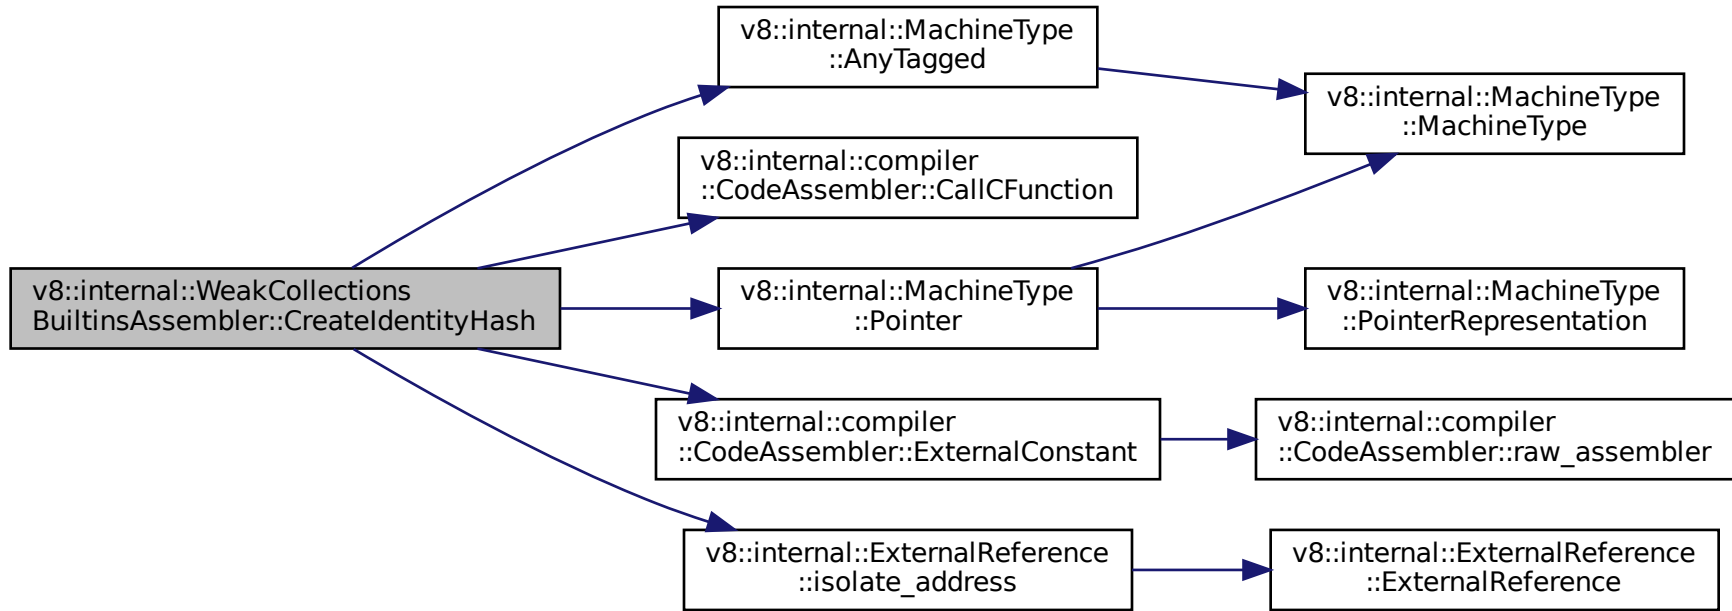 v8::internal::WeakCollections
BuiltinsAssembler::CreateIdentityHash
v8::internal::MachineType
::AnyTagged
v8::internal::MachineType
::MachineType
v8::internal::compiler
::CodeAssembler::CallCFunction
v8::internal::MachineType
::Pointer
v8::internal::MachineType
::PointerRepresentation
v8::internal::compiler
::CodeAssembler::ExternalConstant
v8::internal::compiler
::CodeAssembler::raw_assembler
v8::internal::ExternalReference
::isolate_address
v8::internal::ExternalReference
::ExternalReference